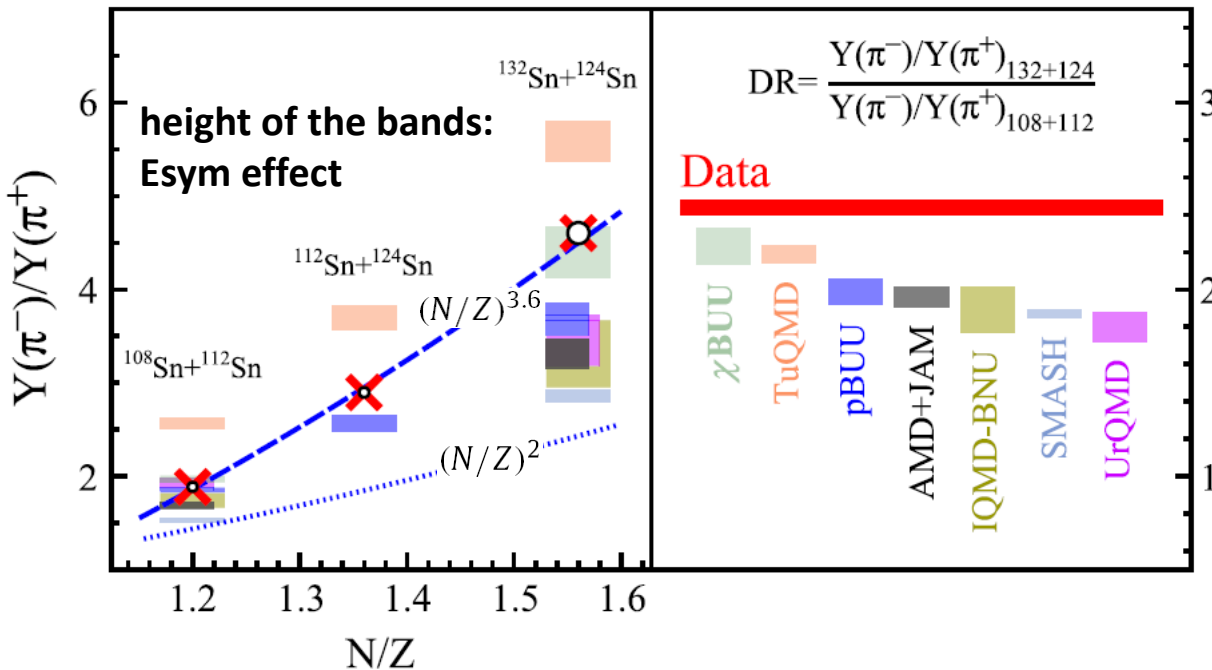 Y(π⁻)/Y(π⁺)
6
4
2
¹³²Sn+¹²⁴Sn
height of the bands:
Esym effect
¹¹²Sn+¹²⁴Sn
(N/Z)^3.6
¹⁰⁸Sn+¹¹²Sn
(N/Z)²
1.2 1.3 1.4 1.5 1.6
N/Z
DR= Y(π⁻)/Y(π⁺)₁₃₂₊₁₂₄
Y(π⁻)/Y(π⁺)₁₀₈₊₁₁₂
Data
χBUU
TuQMD
pBUU
AMD+JAM
IQMD-BNU
SMASH
UrQMD
3
2
1